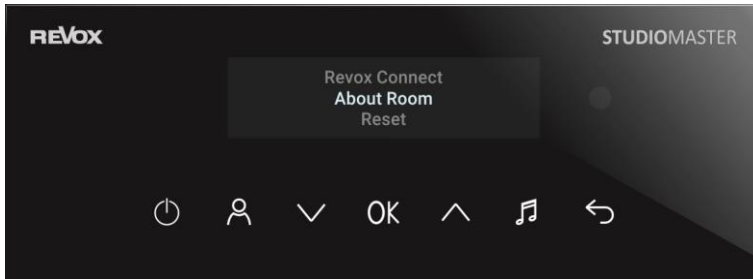 REVOX
STUDIOMASTER
Revox Connect
About Room
Reset
OK